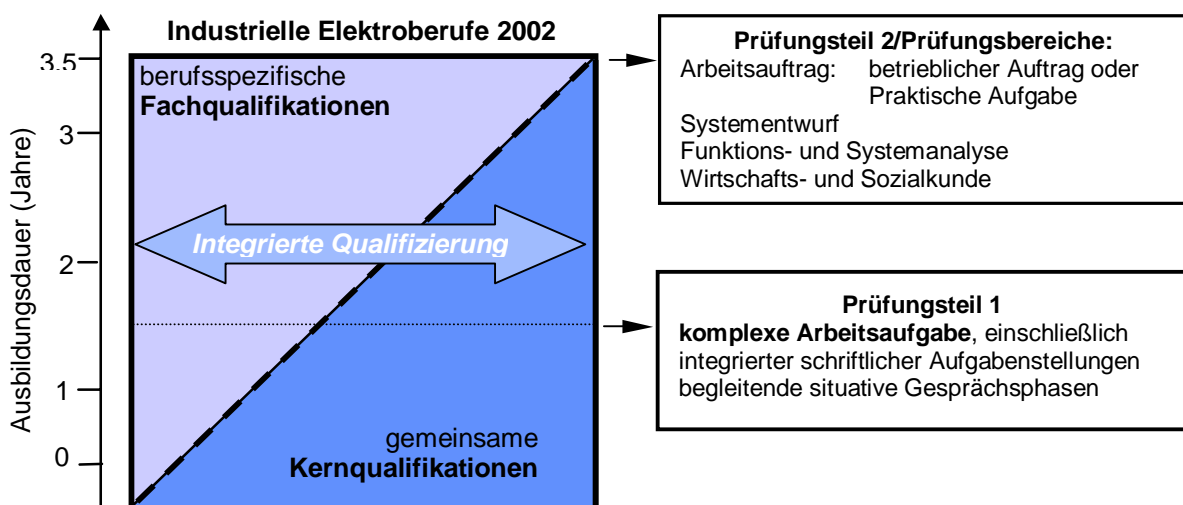 Industrielle Elektroberufe 2002
Ausbildungsdauer (Jahre)
3.5
3
2
1
0
berufsspezifische
Fachqualifikationen
Integrierte Qualifizierung
gemeinsame
Kernqualifikationen
Prüfungsteil 2/Prüfungsbereiche:
Arbeitsauftrag: betrieblicher Auftrag oder
Praktische Aufgabe
Systementwurf
Funktions- und Systemanalyse
Wirtschafts- und Sozialkunde
Prüfungsteil 1
komplexe Arbeitsaufgabe, einschließlich
integrierter schriftlicher Aufgabenstellungen
begleitende situative Gesprächsphasen